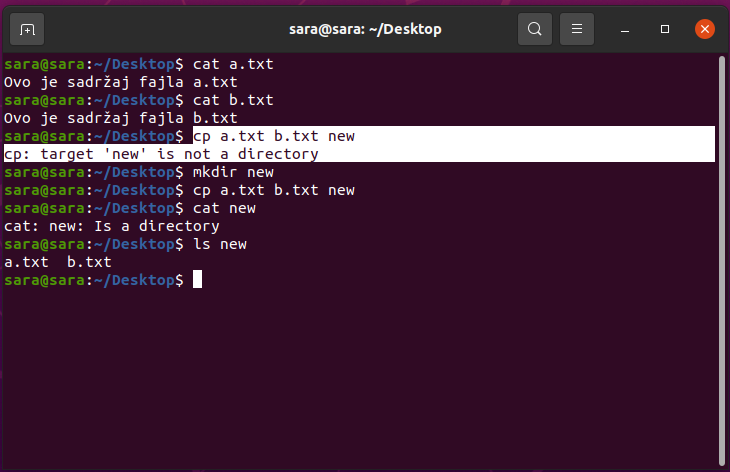 sara@sara: ~/Desktop
sara@sara:~/Desktop$ cat a.txt
Ovo je sadržaj fajla a.txt
sara@sara:~/Desktop$ cat b.txt
Ovo je sadržaj fajla b.txt
sara@sara:~/Desktop$ cp a.txt b.txt new
cp: target 'new' is not a directory
sara@sara:~/Desktop$ mkdir new
sara@sara:~/Desktop$ cp a.txt b.txt new
sara@sara:~/Desktop$ cat new
cat: new: Is a directory
sara@sara:~/Desktop$ ls new
a.txt  b.txt
sara@sara:~/Desktop$